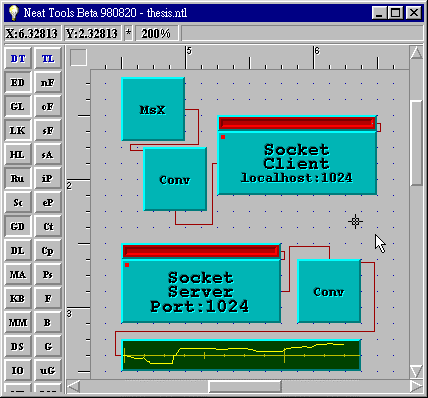 Neat Tools Beta 980820 - thesis.ntl
X:6.32813 Y:2.32813 * 200%
DT TL
ED nF
GL oF
LK sF
HL sA
Ru iP
Sc eP
GD Ct
DL Cp
MA Ps
KB F
MM B
DS G
IO uG
5 6
2
3
MsX
Conv
Socket
Client
localhost:1024
Socket
Server
Port:1024
Conv